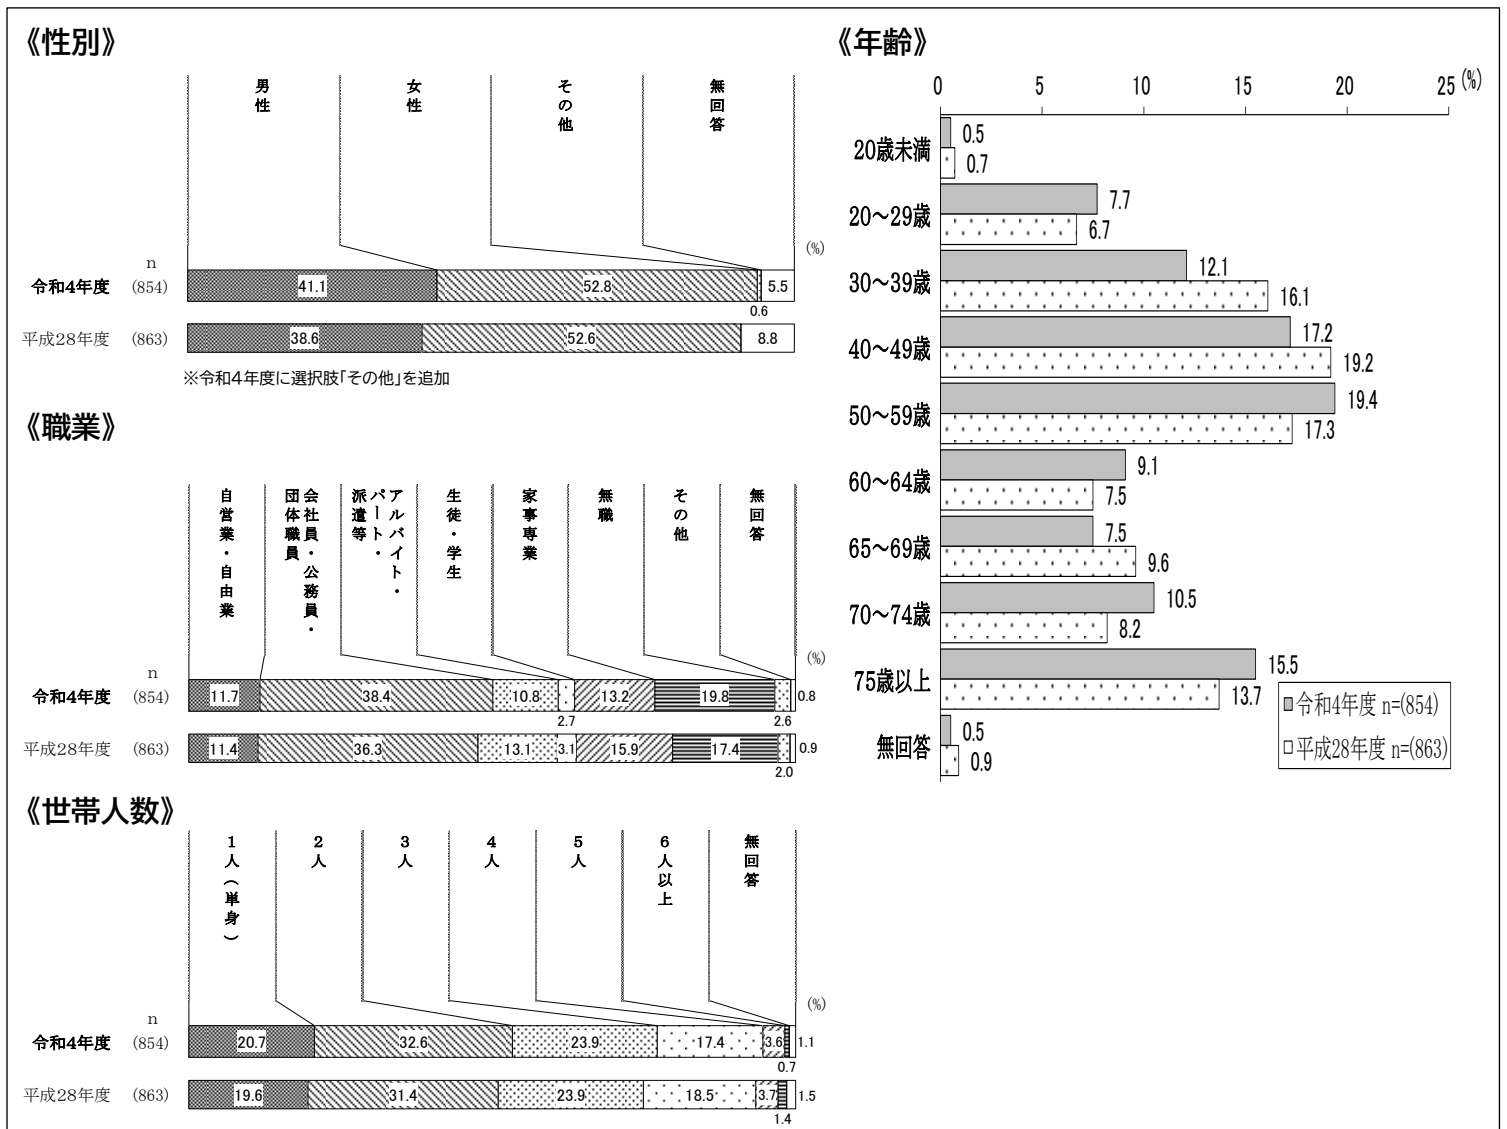 《性別》
男性
女性
その他
無回答
(%)
n
令和4年度 (854) 41.1 52.8 0.6 5.5
平成28年度 (863) 38.6 52.6 8.8
※令和4年度に選択肢「その他」を追加
《職業》
自営業・自由業
会社員・公務員・
団体職員
アルバイト・
パート・
派遣等
生徒・学生
家事専業
無職
その他
無回答
(%)
n
令和4年度 (854) 11.7 38.4 10.8 2.7 13.2 19.8 2.6 0.8
平成28年度 (863) 11.4 36.3 13.1 3.1 15.9 17.4 2.0 0.9
《世帯人数》
1人(単身)
2人
3人
4人
5人
6人以上
無回答
(%)
n
令和4年度 (854) 20.7 32.6 23.9 17.4 3.6 0.7 1.1
平成28年度 (863) 19.6 31.4 23.9 18.5 3.7 1.4 1.5
《年齢》
0 5 10 15 20 25 (%)
20歳未満 0.5
0.7
20～29歳 7.7
6.7
30～39歳 12.1
16.1
40～49歳 17.2
19.2
50～59歳 19.4
17.3
60～64歳 9.1
7.5
65～69歳 7.5
9.6
70～74歳 10.5
8.2
75歳以上 15.5
13.7
無回答 0.5
0.9
令和4年度 n=(854)
平成28年度 n=(863)